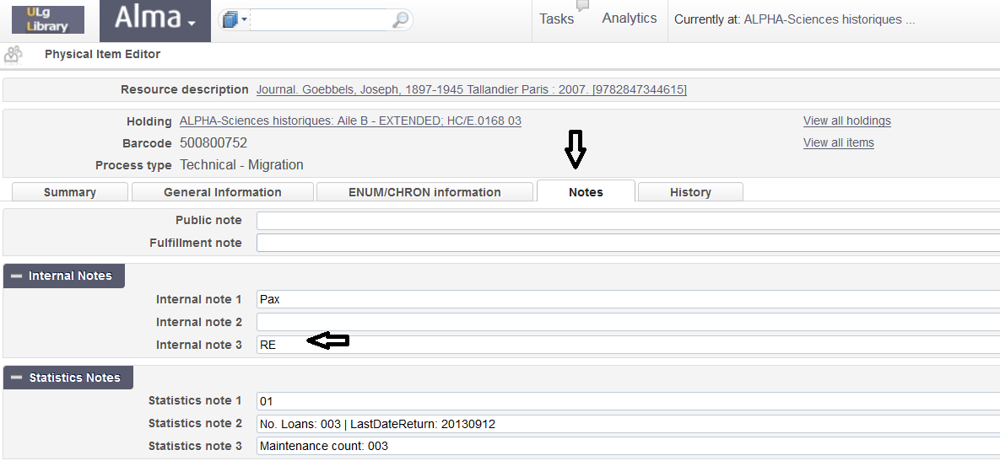 ULg
Library
Alma
Tasks
Analytics
Currently at: ALPHA-Sciences historiques ...
Physical Item Editor
Resource description Journal. Goebbels, Joseph, 1897-1945 Tallandier Paris : 2007. [9782847344615]
Holding ALPHA-Sciences historiques: Aile B - EXTENDED; HC/E.0168 03 View all holdings
Barcode 500800752 View all items
Process type Technical - Migration
Summary General Information ENUM/CHRON information Notes History
Public note
Fulfillment note
Internal Notes
Internal note 1 Pax
Internal note 2
Internal note 3 RE
Statistics Notes
Statistics note 1 01
Statistics note 2 No. Loans: 003 | LastDateReturn: 20130912
Statistics note 3 Maintenance count: 003